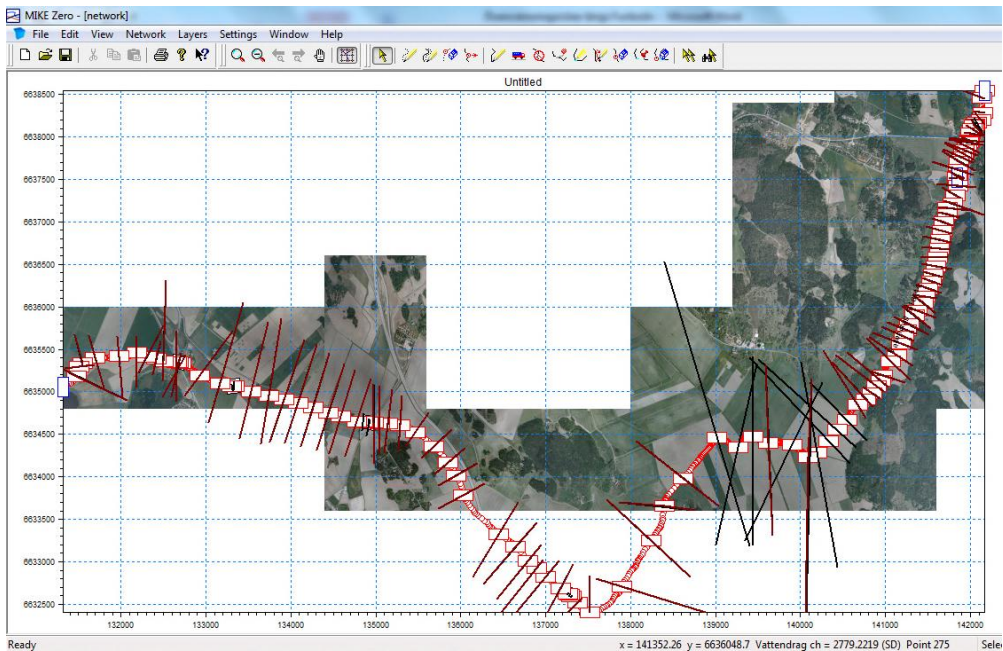 MIKE Zero - [network]
File Edit View Network Layers Settings Window Help
Untitled
6638500
6638000
6637500
6637000
6636500
6636000
6635500
6635000
6634500
6634000
6633500
6633000
6632500
132000 133000 134000 135000 136000 137000 138000 139000 140000 141000 142000
Ready x = 141352.26 y = 6636048.7 Vattendrag ch = 2779.2219 (SD) Point 275 Selec